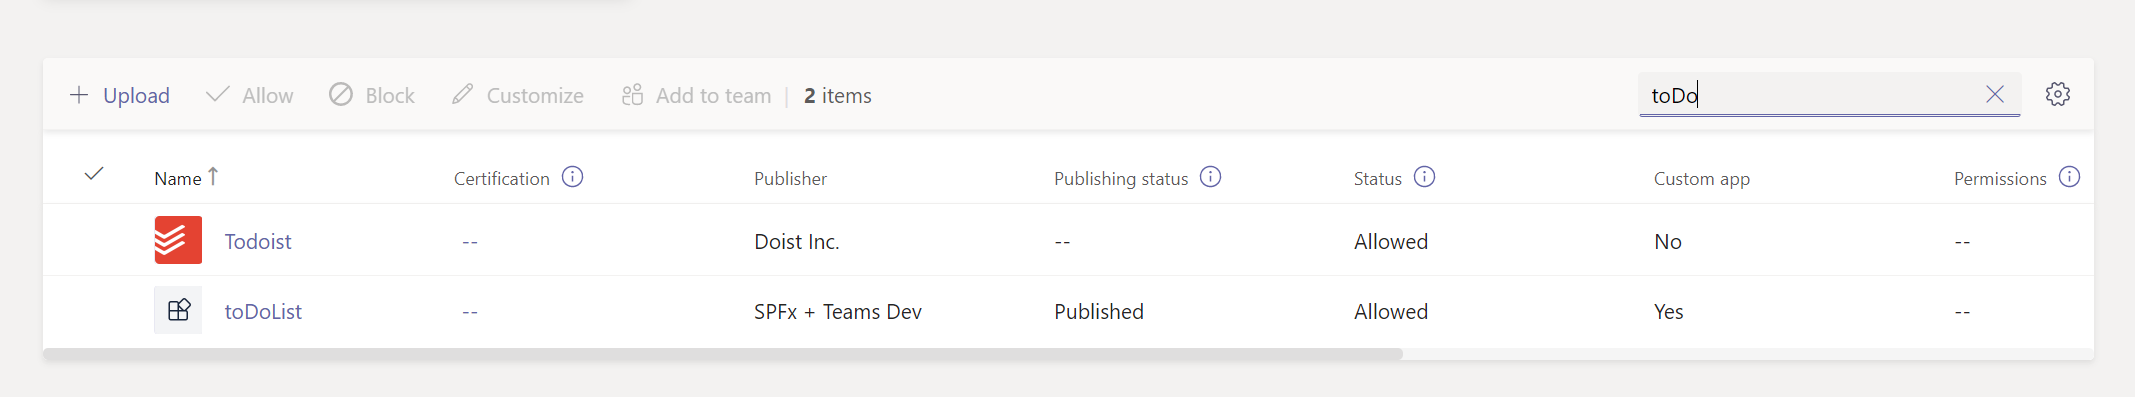 Upload Allow Block Customize Add to team | 2 items toDo
Name Certification Publisher Publishing status Status Custom app Permissions
Todoist -- Doist Inc. -- Allowed No --
toDoList -- SPFx + Teams Dev Published Allowed Yes --